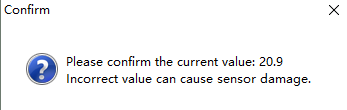 Confirm
Please confirm the current value: 20.9
Incorrect value can cause sensor damage.